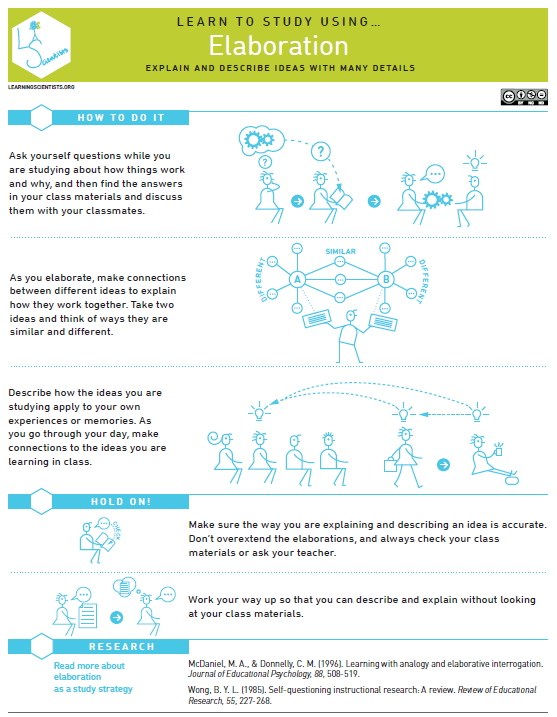 LEARN TO STUDY USING...
Elaboration
EXPLAIN AND DESCRIBE IDEAS WITH MANY DETAILS
LS
Scientists
LEARNINGSCIENTISTS.ORG
cc BY NC ND
HOW TO DO IT
Ask yourself questions while you
are studying about how things work
and why, and then find the answers
in your class materials and discuss
them with your classmates.
?
?
As you elaborate, make connections
between different ideas to explain
how they work together. Take two
ideas and think of ways they are
similar and different.
SIMILAR
DIFFERENT
A
B
DIFFERENT
Describe how the ideas you are
studying apply to your own
experiences or memories. As
you go through your day, make
connections to the ideas you are
learning in class.
HOLD ON!
CHECK
Make sure the way you are explaining and describing an idea is accurate.
Don't overextend the elaborations, and always check your class
materials or ask your teacher.
Work your way up so that you can describe and explain without looking
at your class materials.
RESEARCH
Read more about
elaboration
as a study strategy
McDaniel, M. A., & Donnelly, C. M. (1996). Learning with analogy and elaborative interrogation.
Journal of Educational Psychology, 88, 508-519.
Wong, B. Y. L. (1985). Self-questioning instructional research: A review. Review of Educational
Research, 55, 227-268.